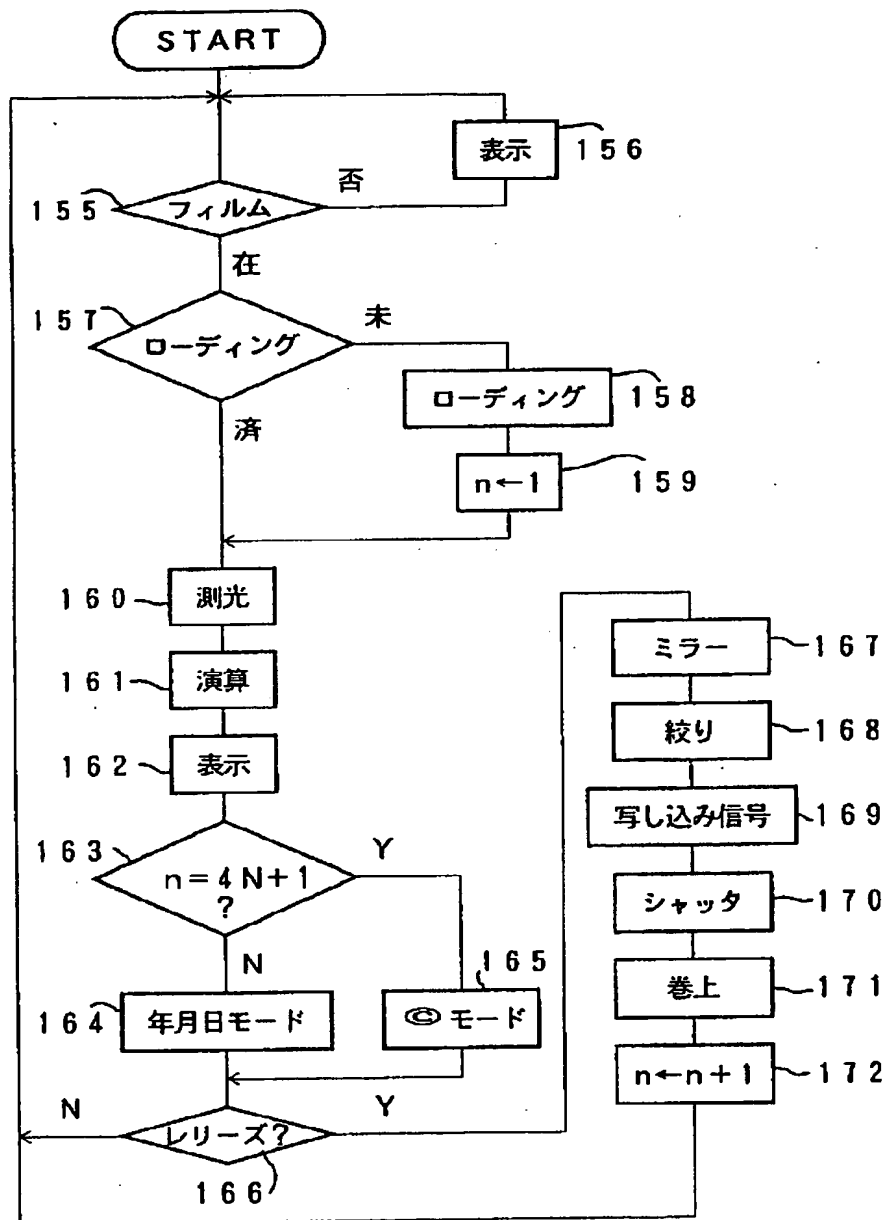 START
表示
156
否
155
フィルム
在
157
未
ローディング
ローディング
158
済
n←1
159
160
測光
161
演算
162
表示
163
n=4N+1
?
Y
N
165
164
年月日モード
©モード
N
レリーズ?
Y
166
ミラー
167
絞り
168
写し込み信号
169
シャッタ
170
巻上
171
n←n+1
172